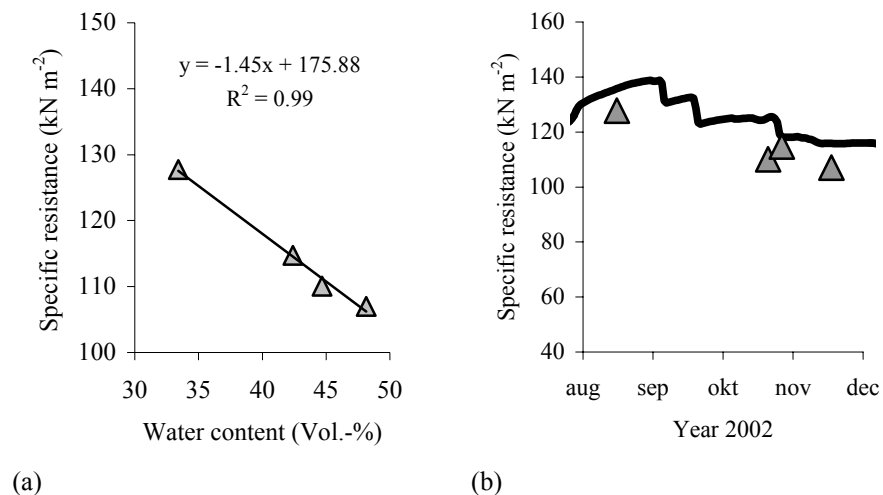 150
140
130
120
110
100
Specific resistance (kN m-2)
y = -1.45x + 175.88
R2 = 0.99
30 35 40 45 50
Water content (Vol.-%)
(a)
160
140
120
100
80
60
40
Specific resistance (kN m-2)
aug sep okt nov dec
Year 2002
(b)